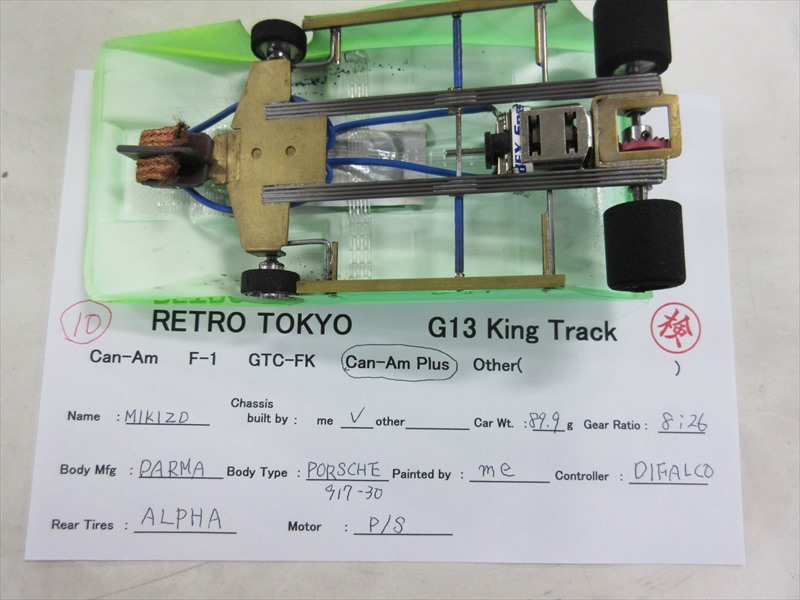 10
RETRO TOKYO G13 King Track
Can-Am F-1 GTC-FK Can-Am Plus Other( )
Name : MIKIZO Chassis built by : me V other Car Wt. : 89.9 g Gear Ratio : 8:26
Body Mfg : PARMA Body Type : PORSCHE 917-30 Painted by : me Controller : DIFALCO
Rear Tires : ALPHA Motor : P/S